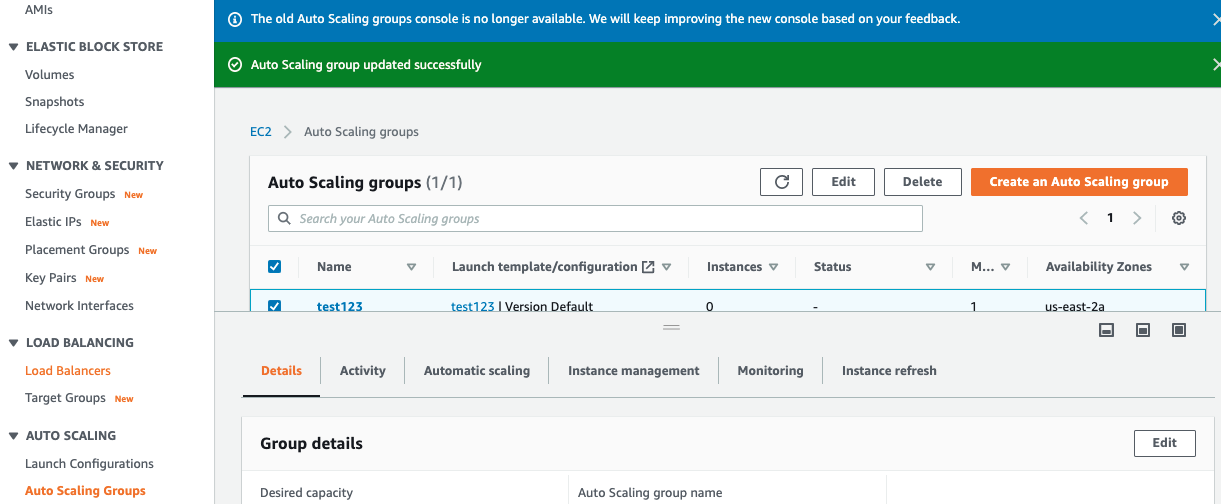 AMIs
ELASTIC BLOCK STORE
Volumes
Snapshots
Lifecycle Manager
NETWORK & SECURITY
Security Groups New
Elastic IPs New
Placement Groups New
Key Pairs New
Network Interfaces
LOAD BALANCING
Load Balancers
Target Groups New
AUTO SCALING
Launch Configurations
Auto Scaling Groups
The old Auto Scaling groups console is no longer available. We will keep improving the new console based on your feedback.
Auto Scaling group updated successfully
EC2 > Auto Scaling groups
Auto Scaling groups (1/1)
Edit
Delete
Create an Auto Scaling group
Search your Auto Scaling groups
1
Name Launch template/configuration Instances Status M... Availability Zones
test123 test123 | Version Default 0 - 1 us-east-2a
Details Activity Automatic scaling Instance management Monitoring Instance refresh
Group details
Edit
Desired capacity Auto Scaling group name